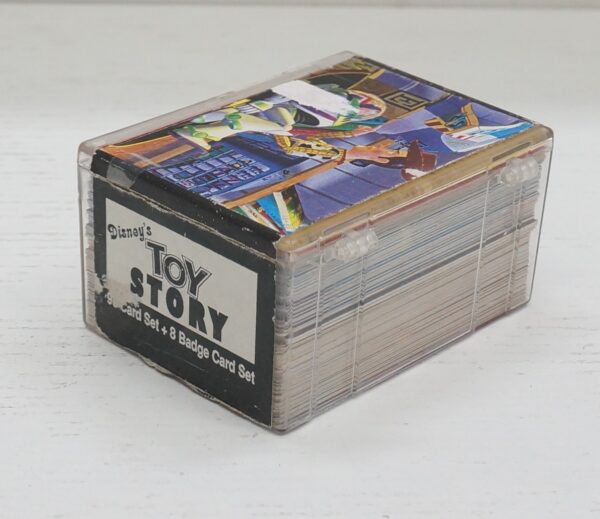 Disney's
TOY
STORY
Card Set + 8 Badge Card Set